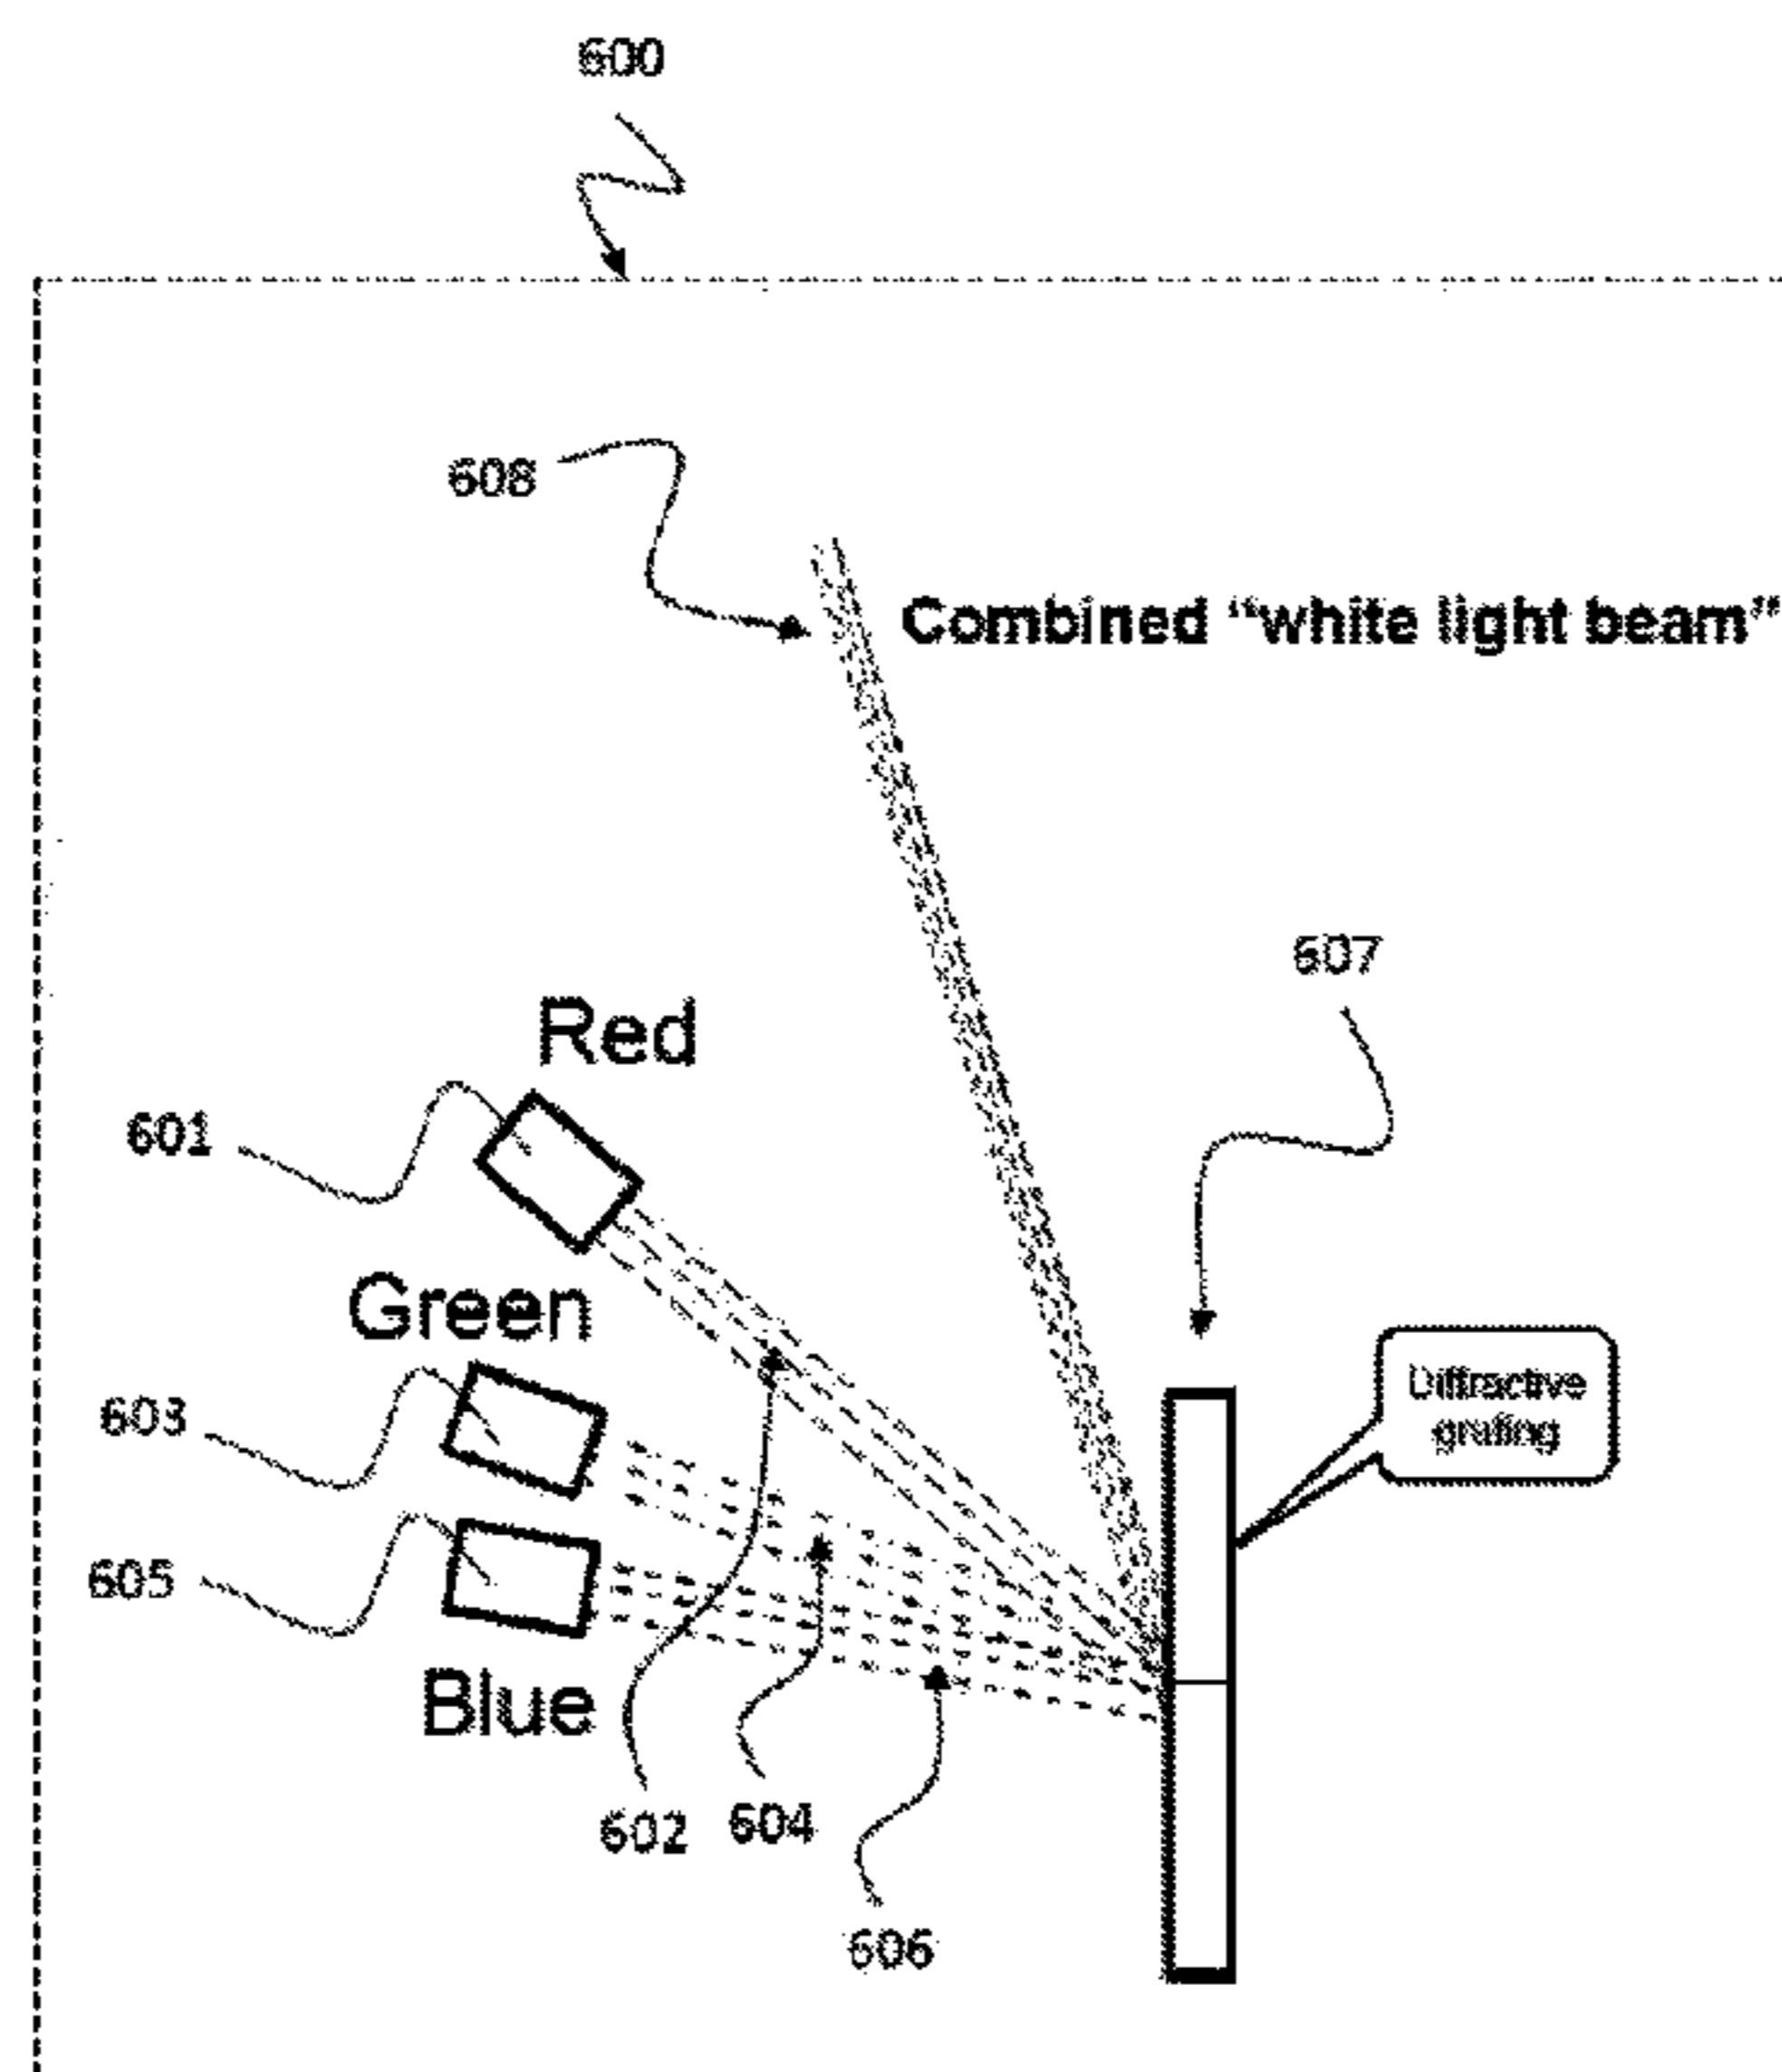 600
608
Combined “white light beam”
607
Red
601
Green
Diffractive
grating
603
605
Blue
602
604
606